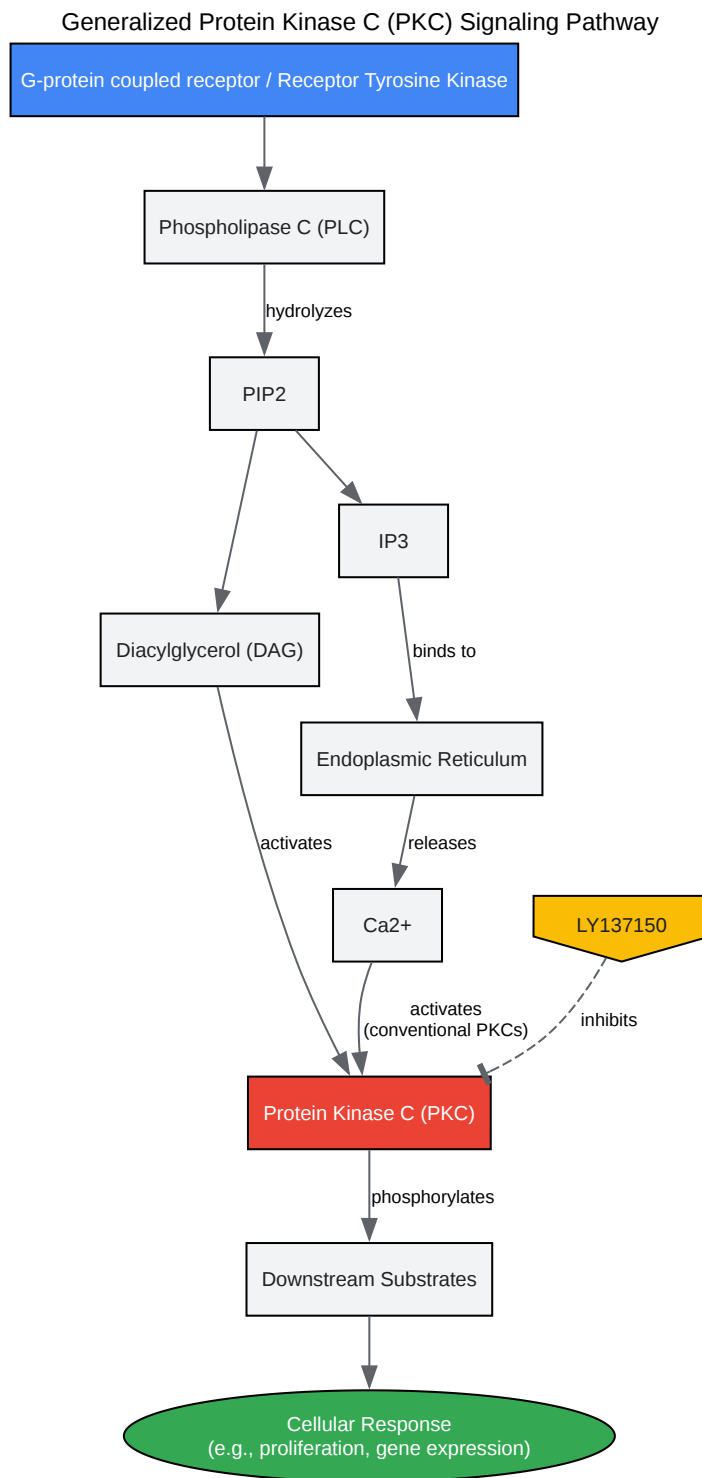 Generalized Protein Kinase C (PKC) Signaling Pathway
G-protein coupled receptor / Receptor Tyrosine Kinase
Phospholipase C (PLC)
hydrolyzes
PIP2
IP3
Diacylglycerol (DAG)
binds to
Endoplasmic Reticulum
activates
releases
Ca2+
LY137150
activates
(conventional PKCs)
inhibits
Protein Kinase C (PKC)
phosphorylates
Downstream Substrates
Cellular Response
(e.g., proliferation, gene expression)